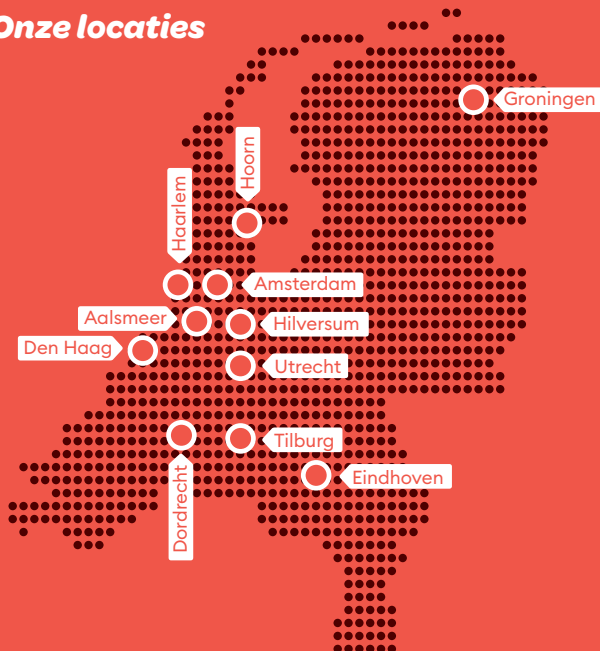 Onze locaties
Groningen
Hoorn
Haarlem
Amsterdam
Aalsmeer
Hilversum
Den Haag
Utrecht
Tilburg
Dordrecht
Eindhoven